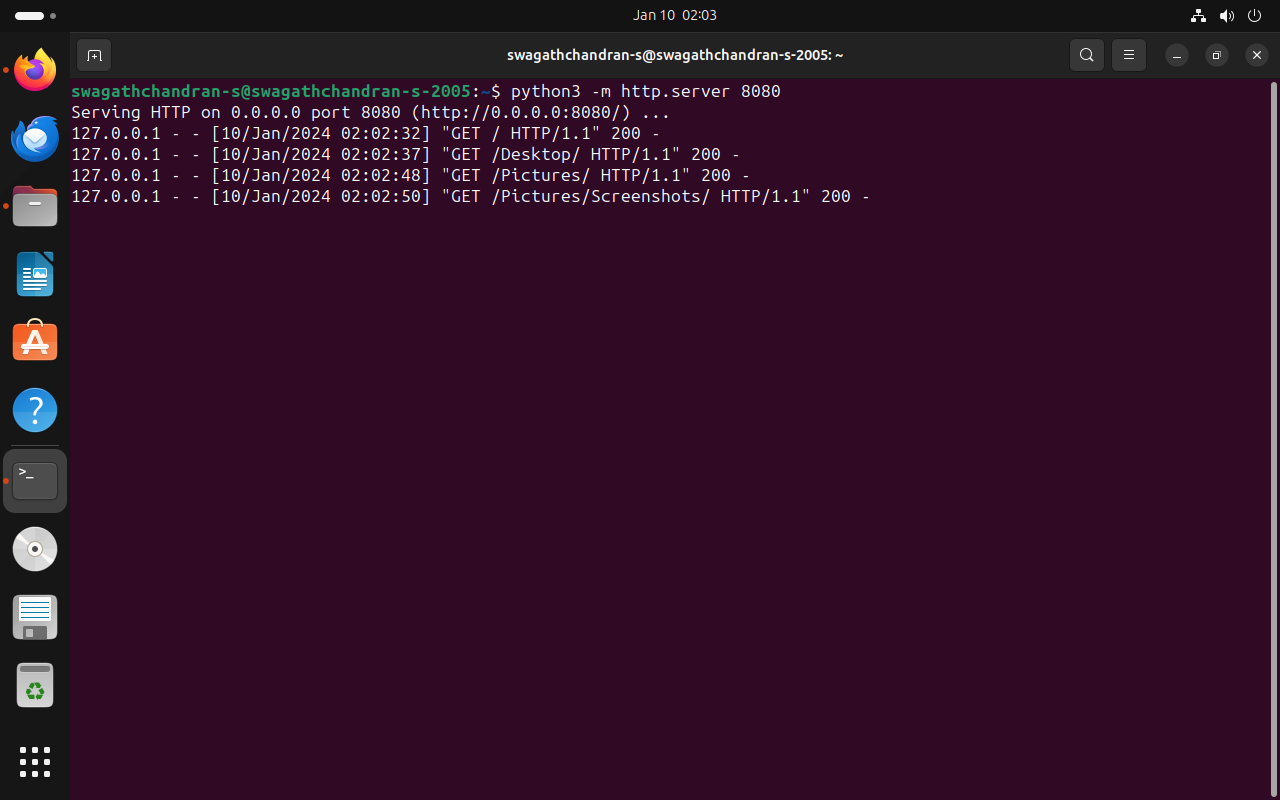 Jan 10 02:03
swagathchandran-s@swagathchandran-s-2005: ~
swagathchandran-s@swagathchandran-s-2005:~$ python3 -m http.server 8080
Serving HTTP on 0.0.0.0 port 8080 (http://0.0.0.0:8080/) ...
127.0.0.1 - - [10/Jan/2024 02:02:32] "GET / HTTP/1.1" 200 -
127.0.0.1 - - [10/Jan/2024 02:02:37] "GET /Desktop/ HTTP/1.1" 200 -
127.0.0.1 - - [10/Jan/2024 02:02:48] "GET /Pictures/ HTTP/1.1" 200 -
127.0.0.1 - - [10/Jan/2024 02:02:50] "GET /Pictures/Screenshots/ HTTP/1.1" 200 -